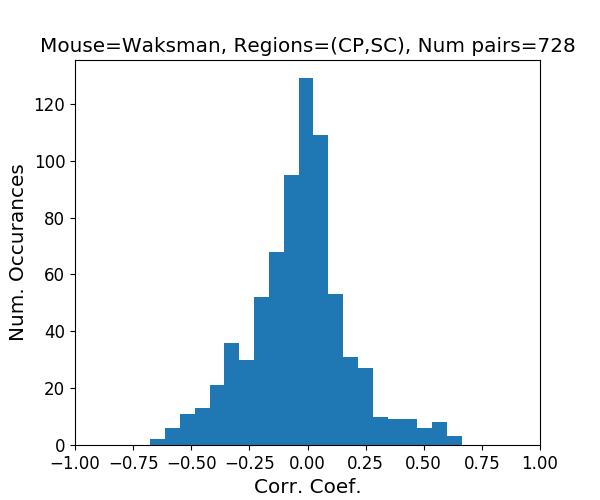 Mouse=Waksman, Regions=(CP,SC), Num pairs=728
120
100
80
60
40
20
0
Num. Occurances
−1.00 −0.75 −0.50 −0.25 0.00 0.25 0.50 0.75 1.00
Corr. Coef.